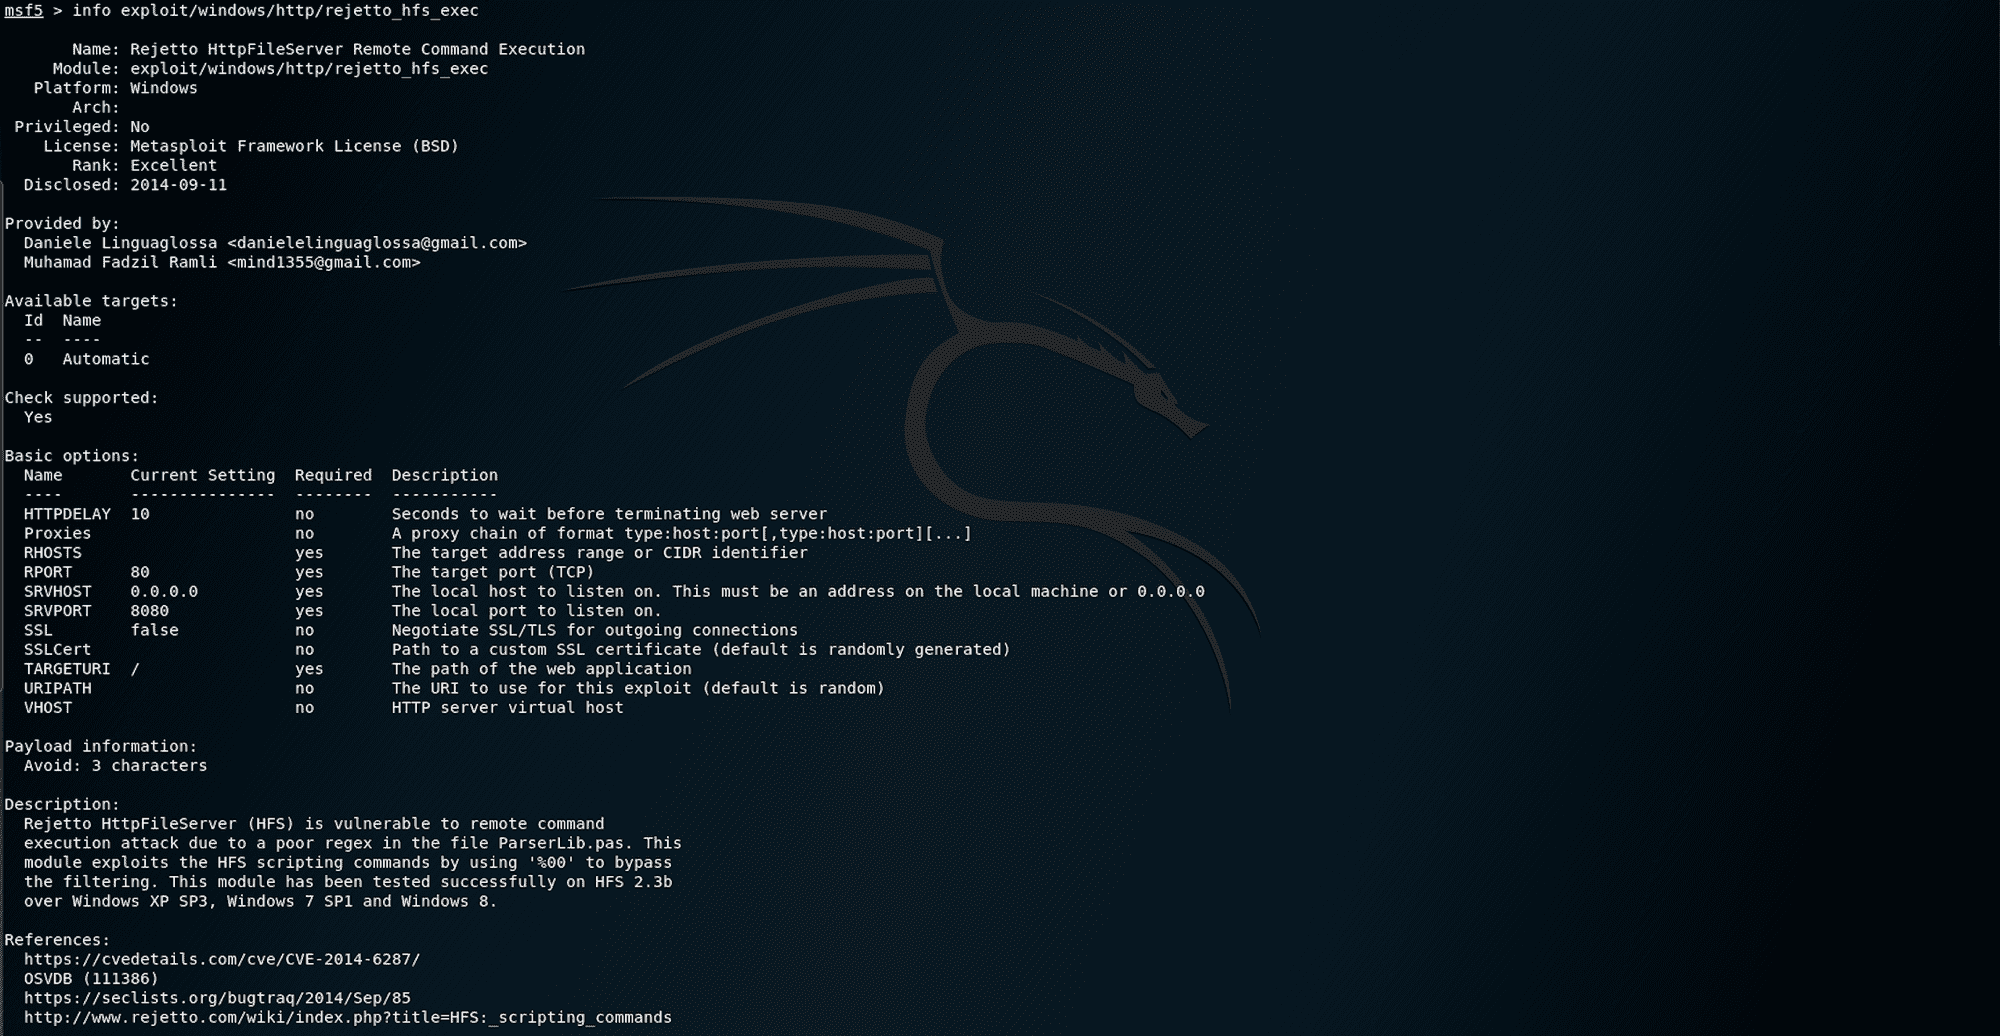 msf5 > info exploit/windows/http/rejetto_hfs_exec
Name: Rejetto HttpFileServer Remote Command Execution
Module: exploit/windows/http/rejetto_hfs_exec
Platform: Windows
Arch:
Privileged: No
License: Metasploit Framework License (BSD)
Rank: Excellent
Disclosed: 2014-09-11
Provided by:
Daniele Linguaglossa <danielelinguaglossa@gmail.com>
Muhamad Fadzil Ramli <mind1355@gmail.com>
Available targets:
Id  Name
--  ----
0   Automatic
Check supported:
Yes
Basic options:
Name       Current Setting  Required  Description
----       ---------------  --------  -----------
HTTPDELAY  10               no        Seconds to wait before terminating web server
Proxies                     no        A proxy chain of format type:host:port[,type:host:port][...]
RHOSTS                      yes       The target address range or CIDR identifier
RPORT      80               yes       The target port (TCP)
SRVHOST    0.0.0.0          yes       The local host to listen on. This must be an address on the local machine or 0.0.0.0
SRVPORT    8080             yes       The local port to listen on.
SSL        false            no        Negotiate SSL/TLS for outgoing connections
SSLCert                     no        Path to a custom SSL certificate (default is randomly generated)
TARGETURI  /                yes       The path of the web application
URIPATH                     no        The URI to use for this exploit (default is random)
VHOST                       no        HTTP server virtual host
Payload information:
Avoid: 3 characters
Description:
Rejetto HttpFileServer (HFS) is vulnerable to remote command
execution attack due to a poor regex in the file ParserLib.pas. This
module exploits the HFS scripting commands by using '%00' to bypass
the filtering. This module has been tested successfully on HFS 2.3b
over Windows XP SP3, Windows 7 SP1 and Windows 8.
References:
https://cvedetails.com/cve/CVE-2014-6287/
OSVDB (111386)
https://seclists.org/bugtraq/2014/Sep/85
http://www.rejetto.com/wiki/index.php?title=HFS:_scripting_commands